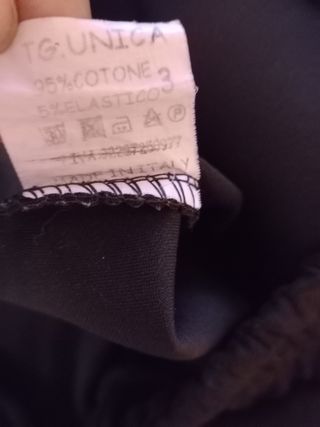 TG.UNICA
95%COTONE 3
5%ELASTICO
MADE IN ITALY